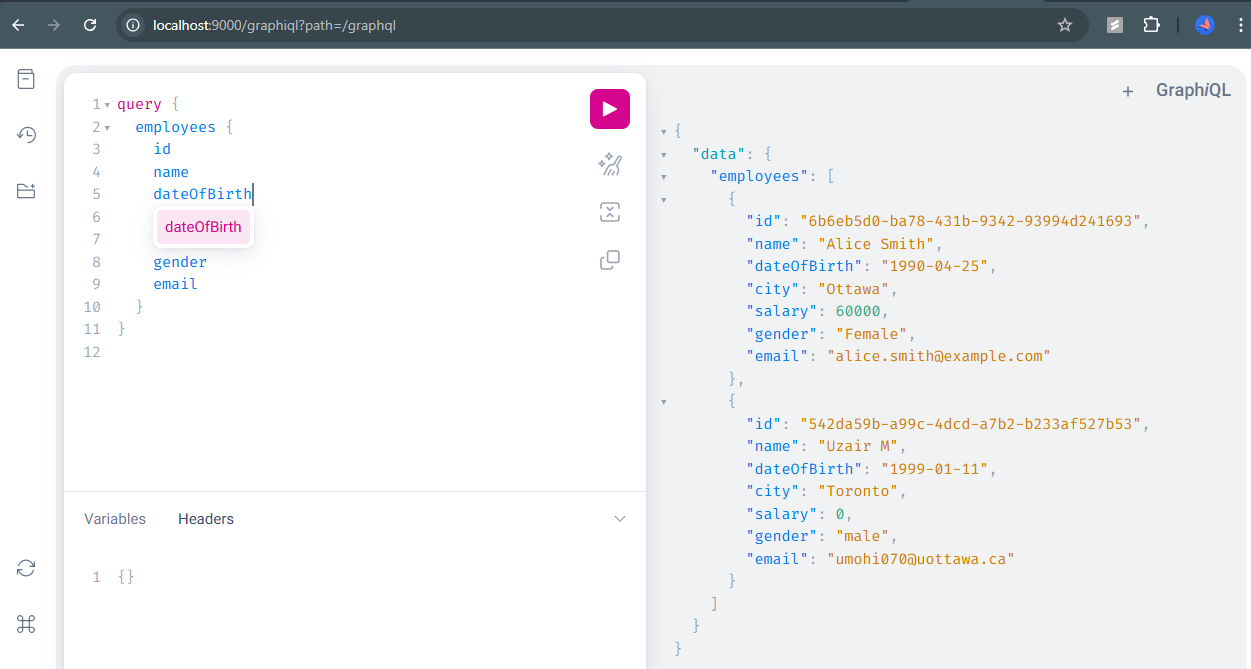 localhost:9000/graphiql?path=/graphql
1 query {
2 employees {
3 id
4 name
5 dateOfBirth
6
dateOfBirth
7
8 gender
9 email
10 }
11 }
12
Variables Headers
1 {}
+ GraphiQL
{
"data": {
"employees": [
{
"id": "6b6eb5d0-ba78-431b-9342-93994d241693",
"name": "Alice Smith",
"dateOfBirth": "1990-04-25",
"city": "Ottawa",
"salary": 60000,
"gender": "Female",
"email": "alice.smith@example.com"
},
{
"id": "542da59b-a99c-4dcd-a7b2-b233af527b53",
"name": "Uzair M",
"dateOfBirth": "1999-01-11",
"city": "Toronto",
"salary": 0,
"gender": "male",
"email": "umohi070@uottawa.ca"
}
]
}
}